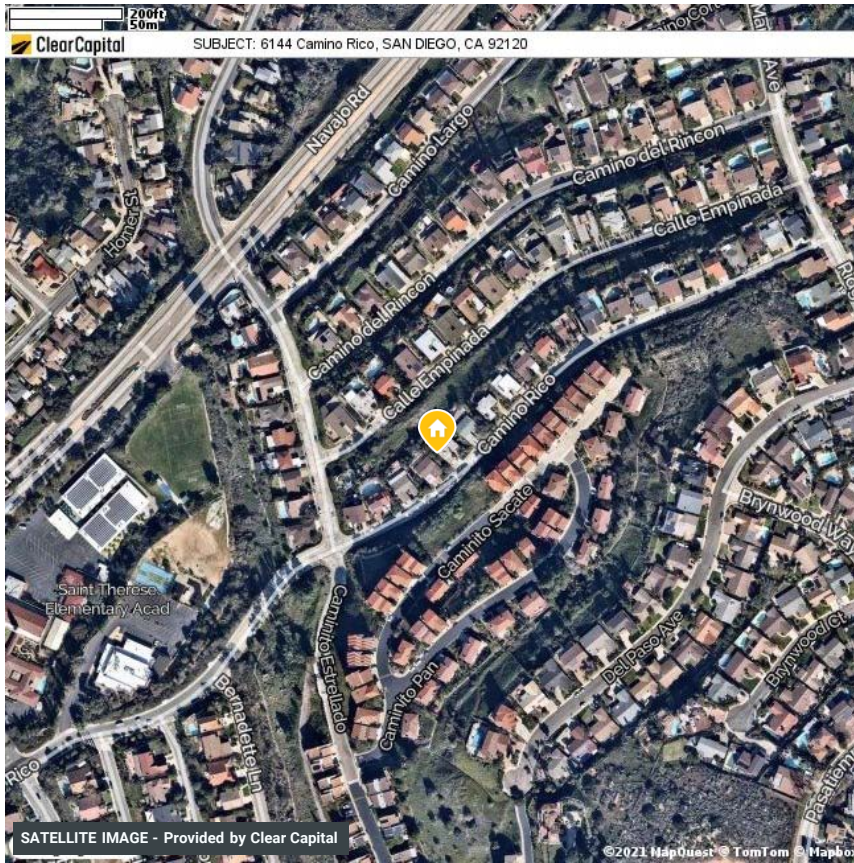 200ft
50m
ClearCapital
SUBJECT: 6144 Camino Rico, SAN DIEGO, CA 92120
Navajo Rd
Camino Largo
Ave
Camino del Rincon
Homer St
Calle Empinada
Camino del Rincon
Calle Empinada
Camino Rico
Caminito Sacate
Brynwood Way
Saint Therese
Elementary Acad
Caminito Estrellado
Del Paso Ave
Brynwood Ct
Caminito Pan
Bernadette Ln
Rico
SATELLITE IMAGE - Provided by Clear Capital
©2021 MapQuest © TomTom © Mapbox